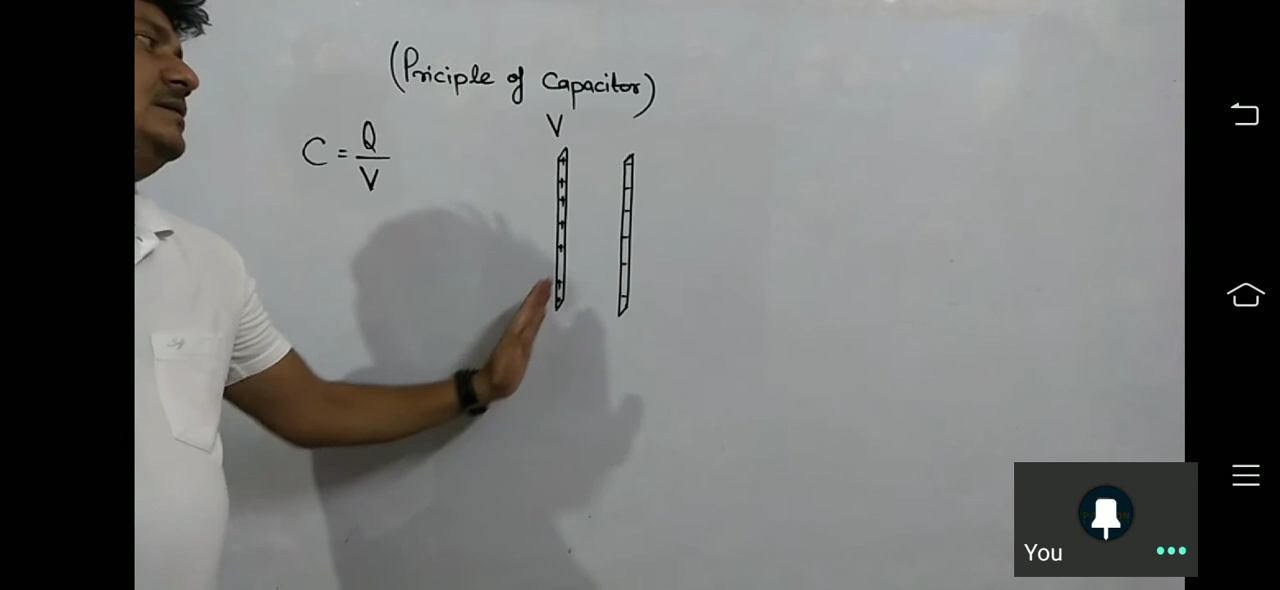 (Priciple of Capacitor)
C = Q/V
V
+ + + + + + +
- - - - - -
You